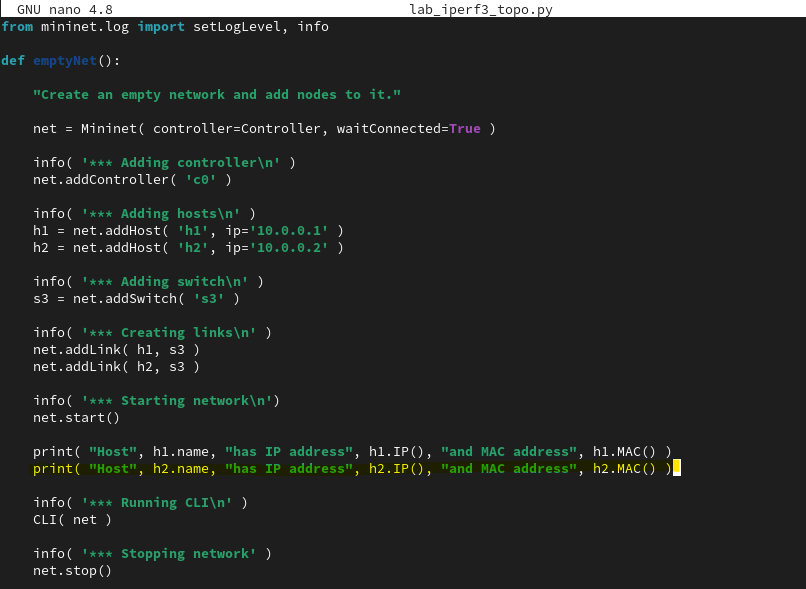 GNU nano 4.8 lab_iperf3_topo.py
from mininet.log import setLogLevel, info
def emptyNet():
"Create an empty network and add nodes to it."
net = Mininet( controller=Controller, waitConnected=True )
info( '*** Adding controller\n' )
net.addController( 'c0' )
info( '*** Adding hosts\n' )
h1 = net.addHost( 'h1', ip='10.0.0.1' )
h2 = net.addHost( 'h2', ip='10.0.0.2' )
info( '*** Adding switch\n' )
s3 = net.addSwitch( 's3' )
info( '*** Creating links\n' )
net.addLink( h1, s3 )
net.addLink( h2, s3 )
info( '*** Starting network\n')
net.start()
print( "Host", h1.name, "has IP address", h1.IP(), "and MAC address", h1.MAC() )
print( "Host", h2.name, "has IP address", h2.IP(), "and MAC address", h2.MAC() )
info( '*** Running CLI\n' )
CLI( net )
info( '*** Stopping network' )
net.stop()